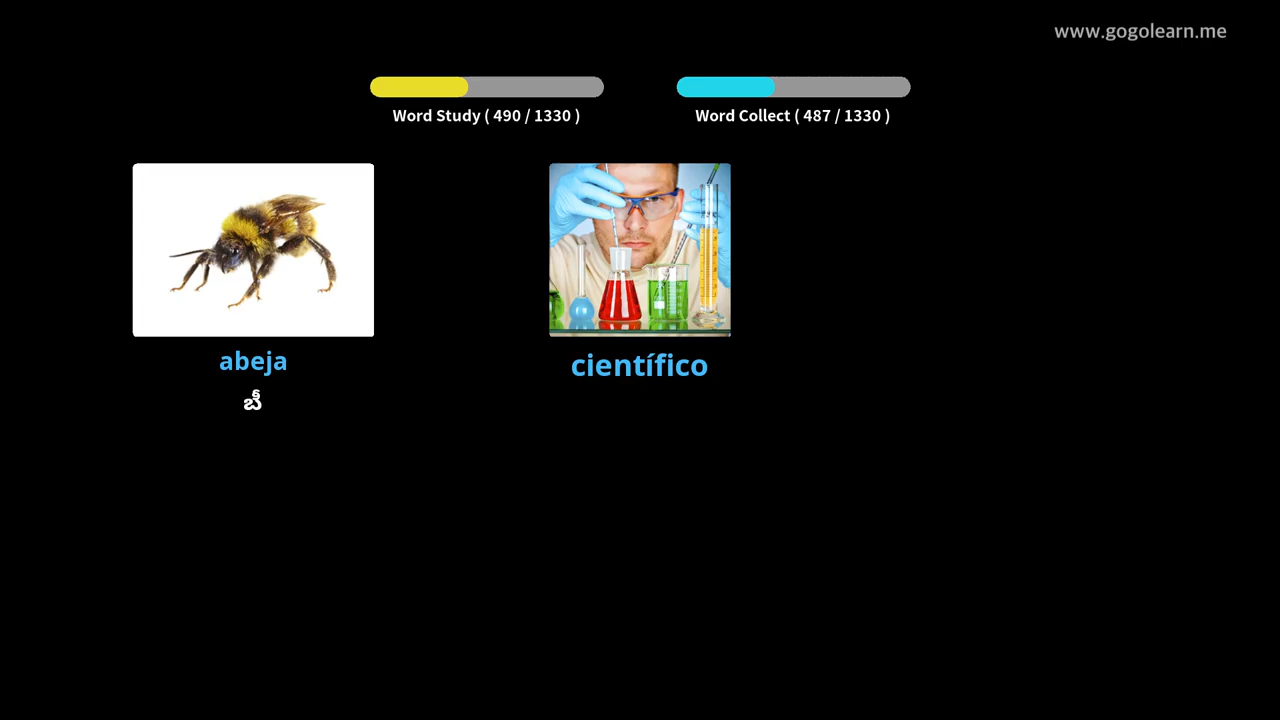 www.gogolearn.me
Word Study ( 490 / 1330 )
Word Collect ( 487 / 1330 )
abeja
బీ
científico